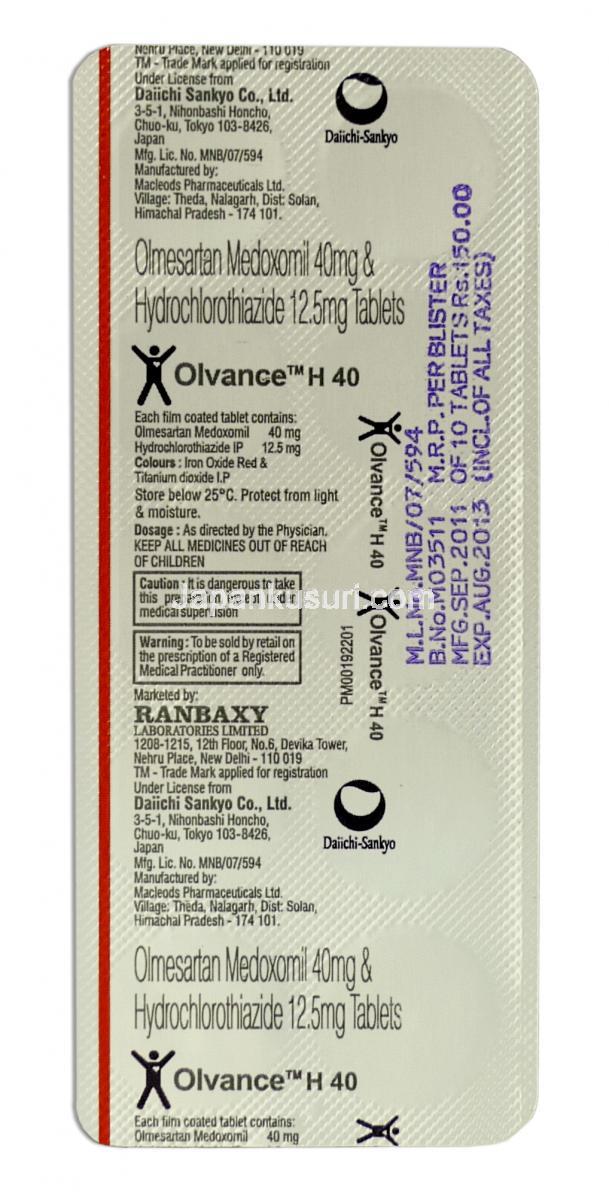 Nehru Place, New Delhi - 110 019
TM - Trade Mark applied for registration
Under License from
Daiichi Sankyo Co., Ltd.
3-5-1, Nihonbashi Honcho,
Chuo-ku, Tokyo 103-8426,
Japan
Mfg. Lic. No. MNB/07/594
Manufactured by:
Macleods Pharmaceuticals Ltd.
Village: Theda, Nalagarh, Dist: Solan,
Himachal Pradesh - 174 101.
Daiichi-Sankyo
Olmesartan Medoxomil 40mg &
Hydrochlorothiazide 12.5mg Tablets
Olvance™ H 40
Each film coated tablet contains:
Olmesartan Medoxomil 40 mg
Hydrochlorothiazide IP 12.5 mg
Colours : Iron Oxide Red &
Titanium dioxide I.P
Store below 25°C. Protect from light
& moisture.
Dosage : As directed by the Physician.
KEEP ALL MEDICINES OUT OF REACH
OF CHILDREN
Caution : It is dangerous to take
this preparation except under
medical supervision
Warning : To be sold by retail on
the prescription of a Registered
Medical Practitioner only.
Marketed by:
RANBAXY
LABORATORIES LIMITED
1208-1215, 12th Floor, No.6, Devika Tower,
Nehru Place, New Delhi - 110 019
TM - Trade Mark applied for registration
Under License from
Daiichi Sankyo Co., Ltd.
3-5-1, Nihonbashi Honcho,
Chuo-ku, Tokyo 103-8426,
Japan
Mfg. Lic. No. MNB/07/594
Manufactured by:
Macleods Pharmaceuticals Ltd.
Village: Theda, Nalagarh, Dist: Solan,
Himachal Pradesh - 174 101.
Daiichi-Sankyo
Olmesartan Medoxomil 40mg &
Hydrochlorothiazide 12.5mg Tablets
Olvance™ H 40
Each film coated tablet contains:
Olmesartan Medoxomil 40 mg
Olvance™ H 40
Olvance™ H 40
PM00192201
M.L.No.MNB/07/594
B.No.M03511 M.R.P. PER BLISTER
MFG.SEP.2011 OF 10 TABLETS Rs.150.00
EXP.AUG.2013 (INCL.OF ALL TAXES)
Japankusuri.com